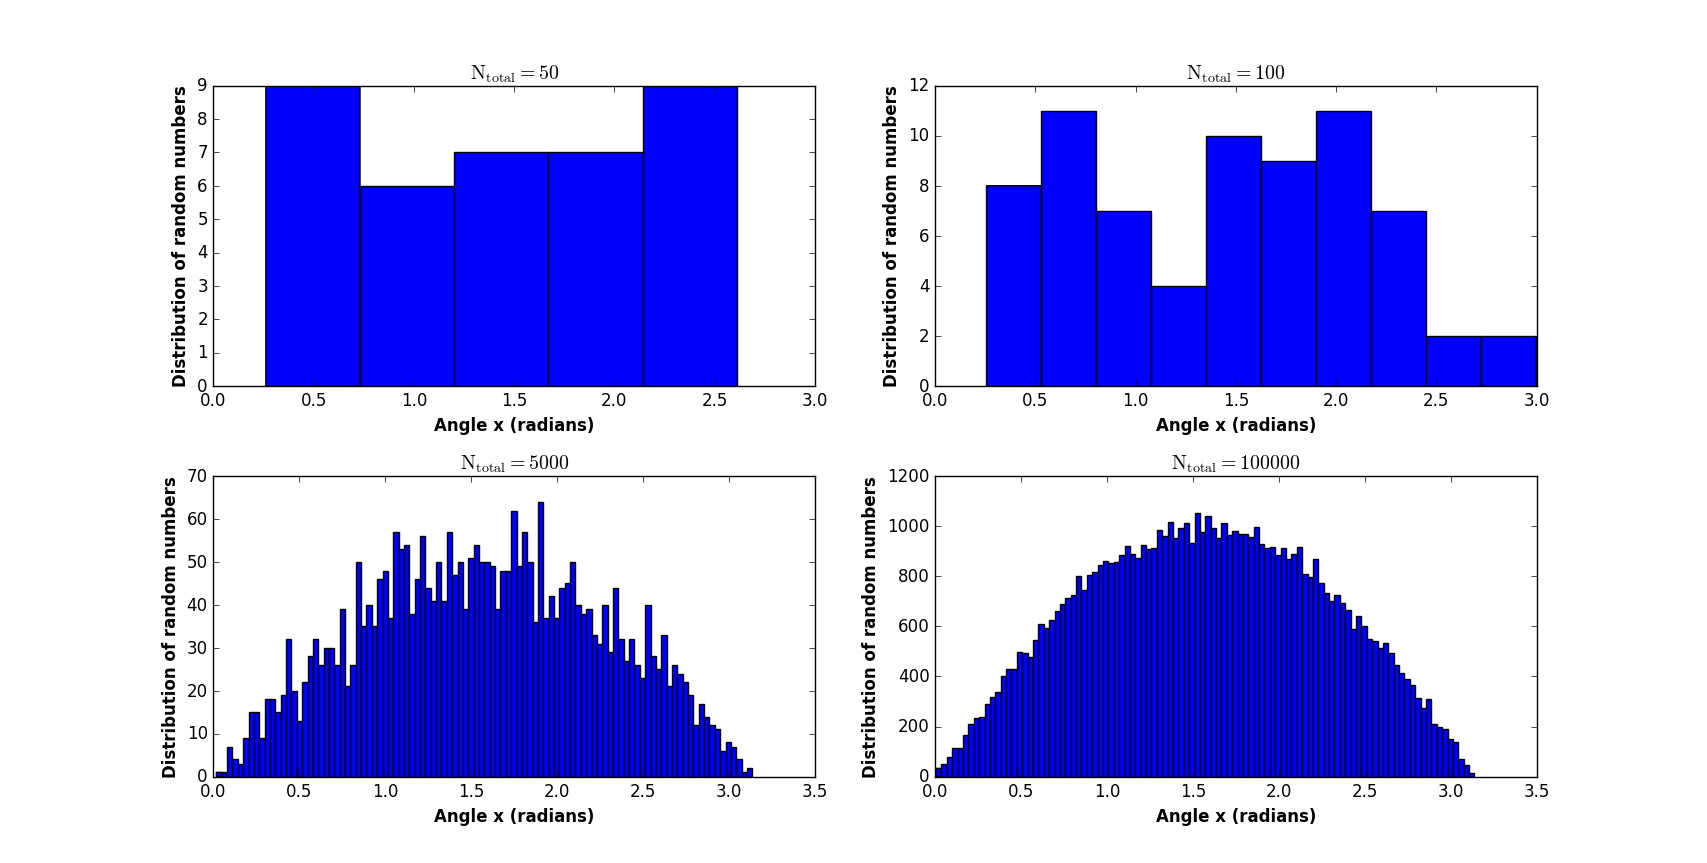 N_total = 50
Distribution of random numbers
9
8
7
6
5
4
3
2
1
0
0.0 0.5 1.0 1.5 2.0 2.5 3.0
Angle x (radians)
N_total = 100
Distribution of random numbers
12
10
8
6
4
2
0
0.0 0.5 1.0 1.5 2.0 2.5 3.0
Angle x (radians)
N_total = 5000
Distribution of random numbers
70
60
50
40
30
20
10
0
0.0 0.5 1.0 1.5 2.0 2.5 3.0 3.5
Angle x (radians)
N_total = 100000
Distribution of random numbers
1200
1000
800
600
400
200
0
0.0 0.5 1.0 1.5 2.0 2.5 3.0 3.5
Angle x (radians)